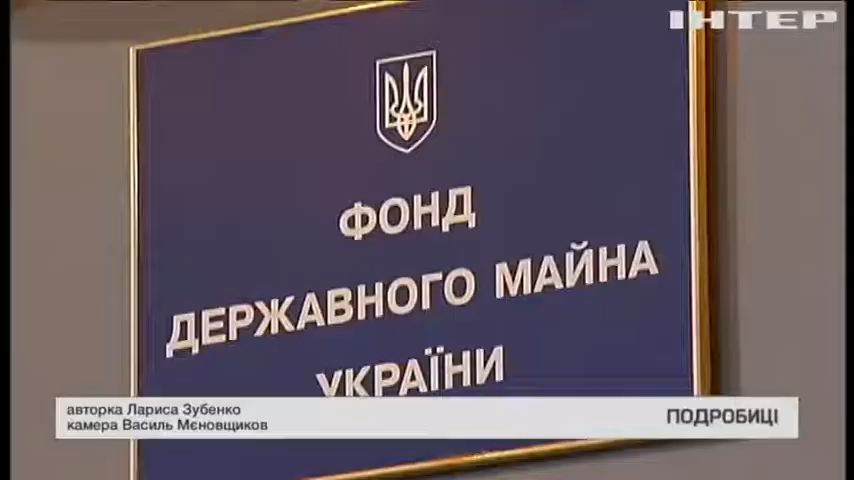 ІНТЕР
ФОНД
ДЕРЖАВНОГО МАЙНА
УКРАЇНИ
авторка Лариса Зубенко
камера Василь Мєновщиков
ПОДРОБИЦІ